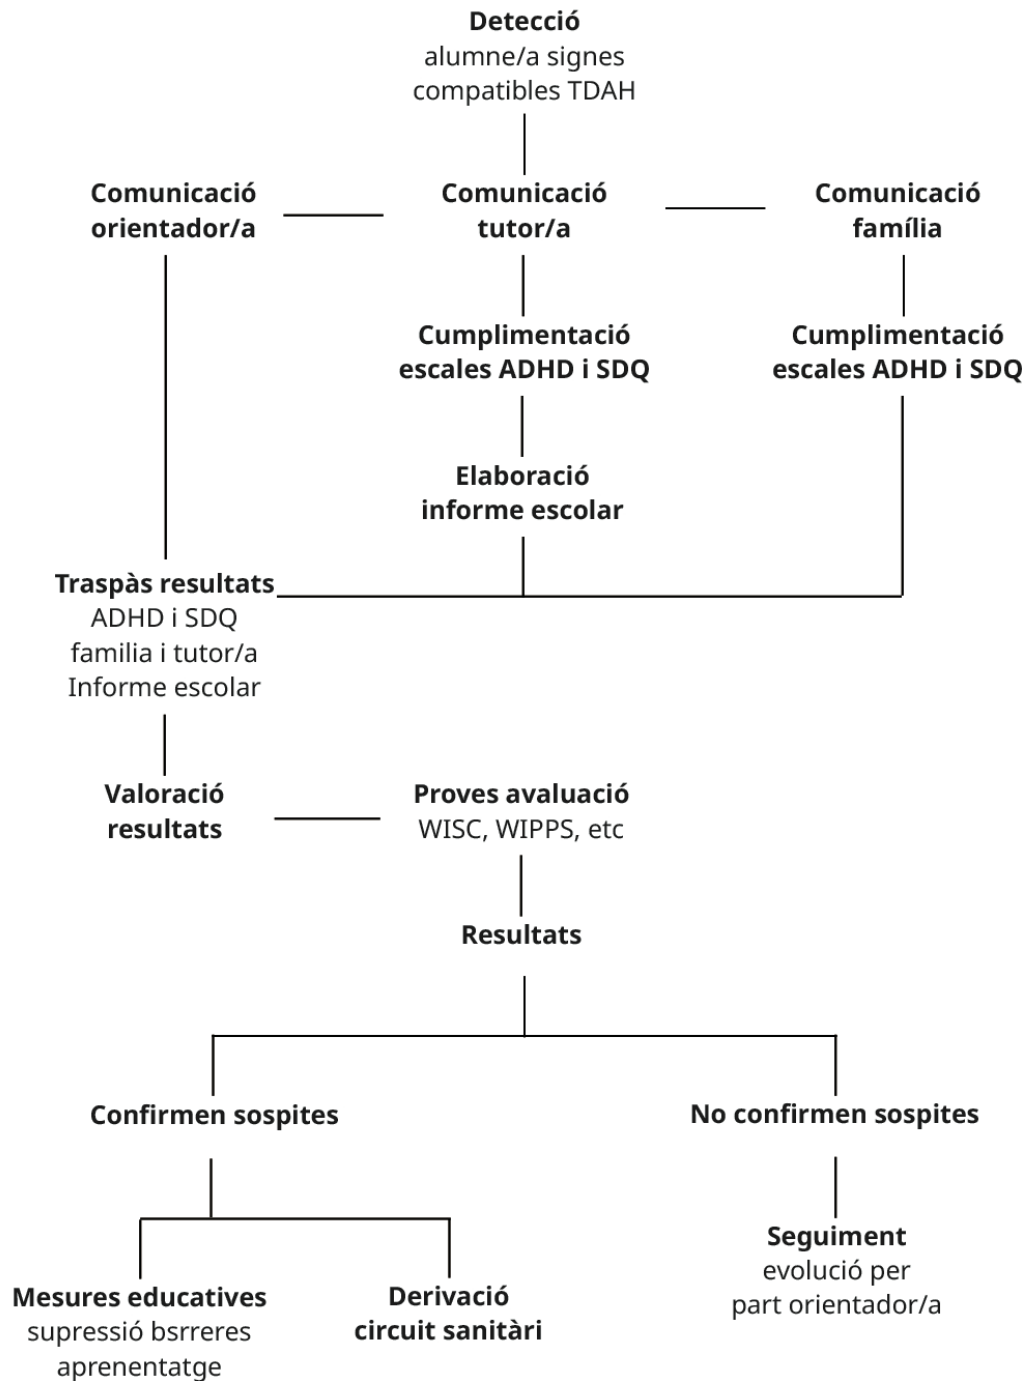 Detecció
alumne/a signes
compatibles TDAH
Comunicació
orientador/a
Comunicació
tutor/a
Comunicació
família
Cumplimentació
escales ADHD i SDQ
Cumplimentació
escales ADHD i SDQ
Elaboració
informe escolar
Traspàs resultats
ADHD i SDQ
familia i tutor/a
Informe escolar
Valoració
resultats
Proves avaluació
WISC, WIPPS, etc
Resultats
Confirmen sospites
No confirmen sospites
Mesures educatives
supressió bsrreres
aprenentatge
Derivació
circuit sanitàri
Seguiment
evolució per
part orientador/a